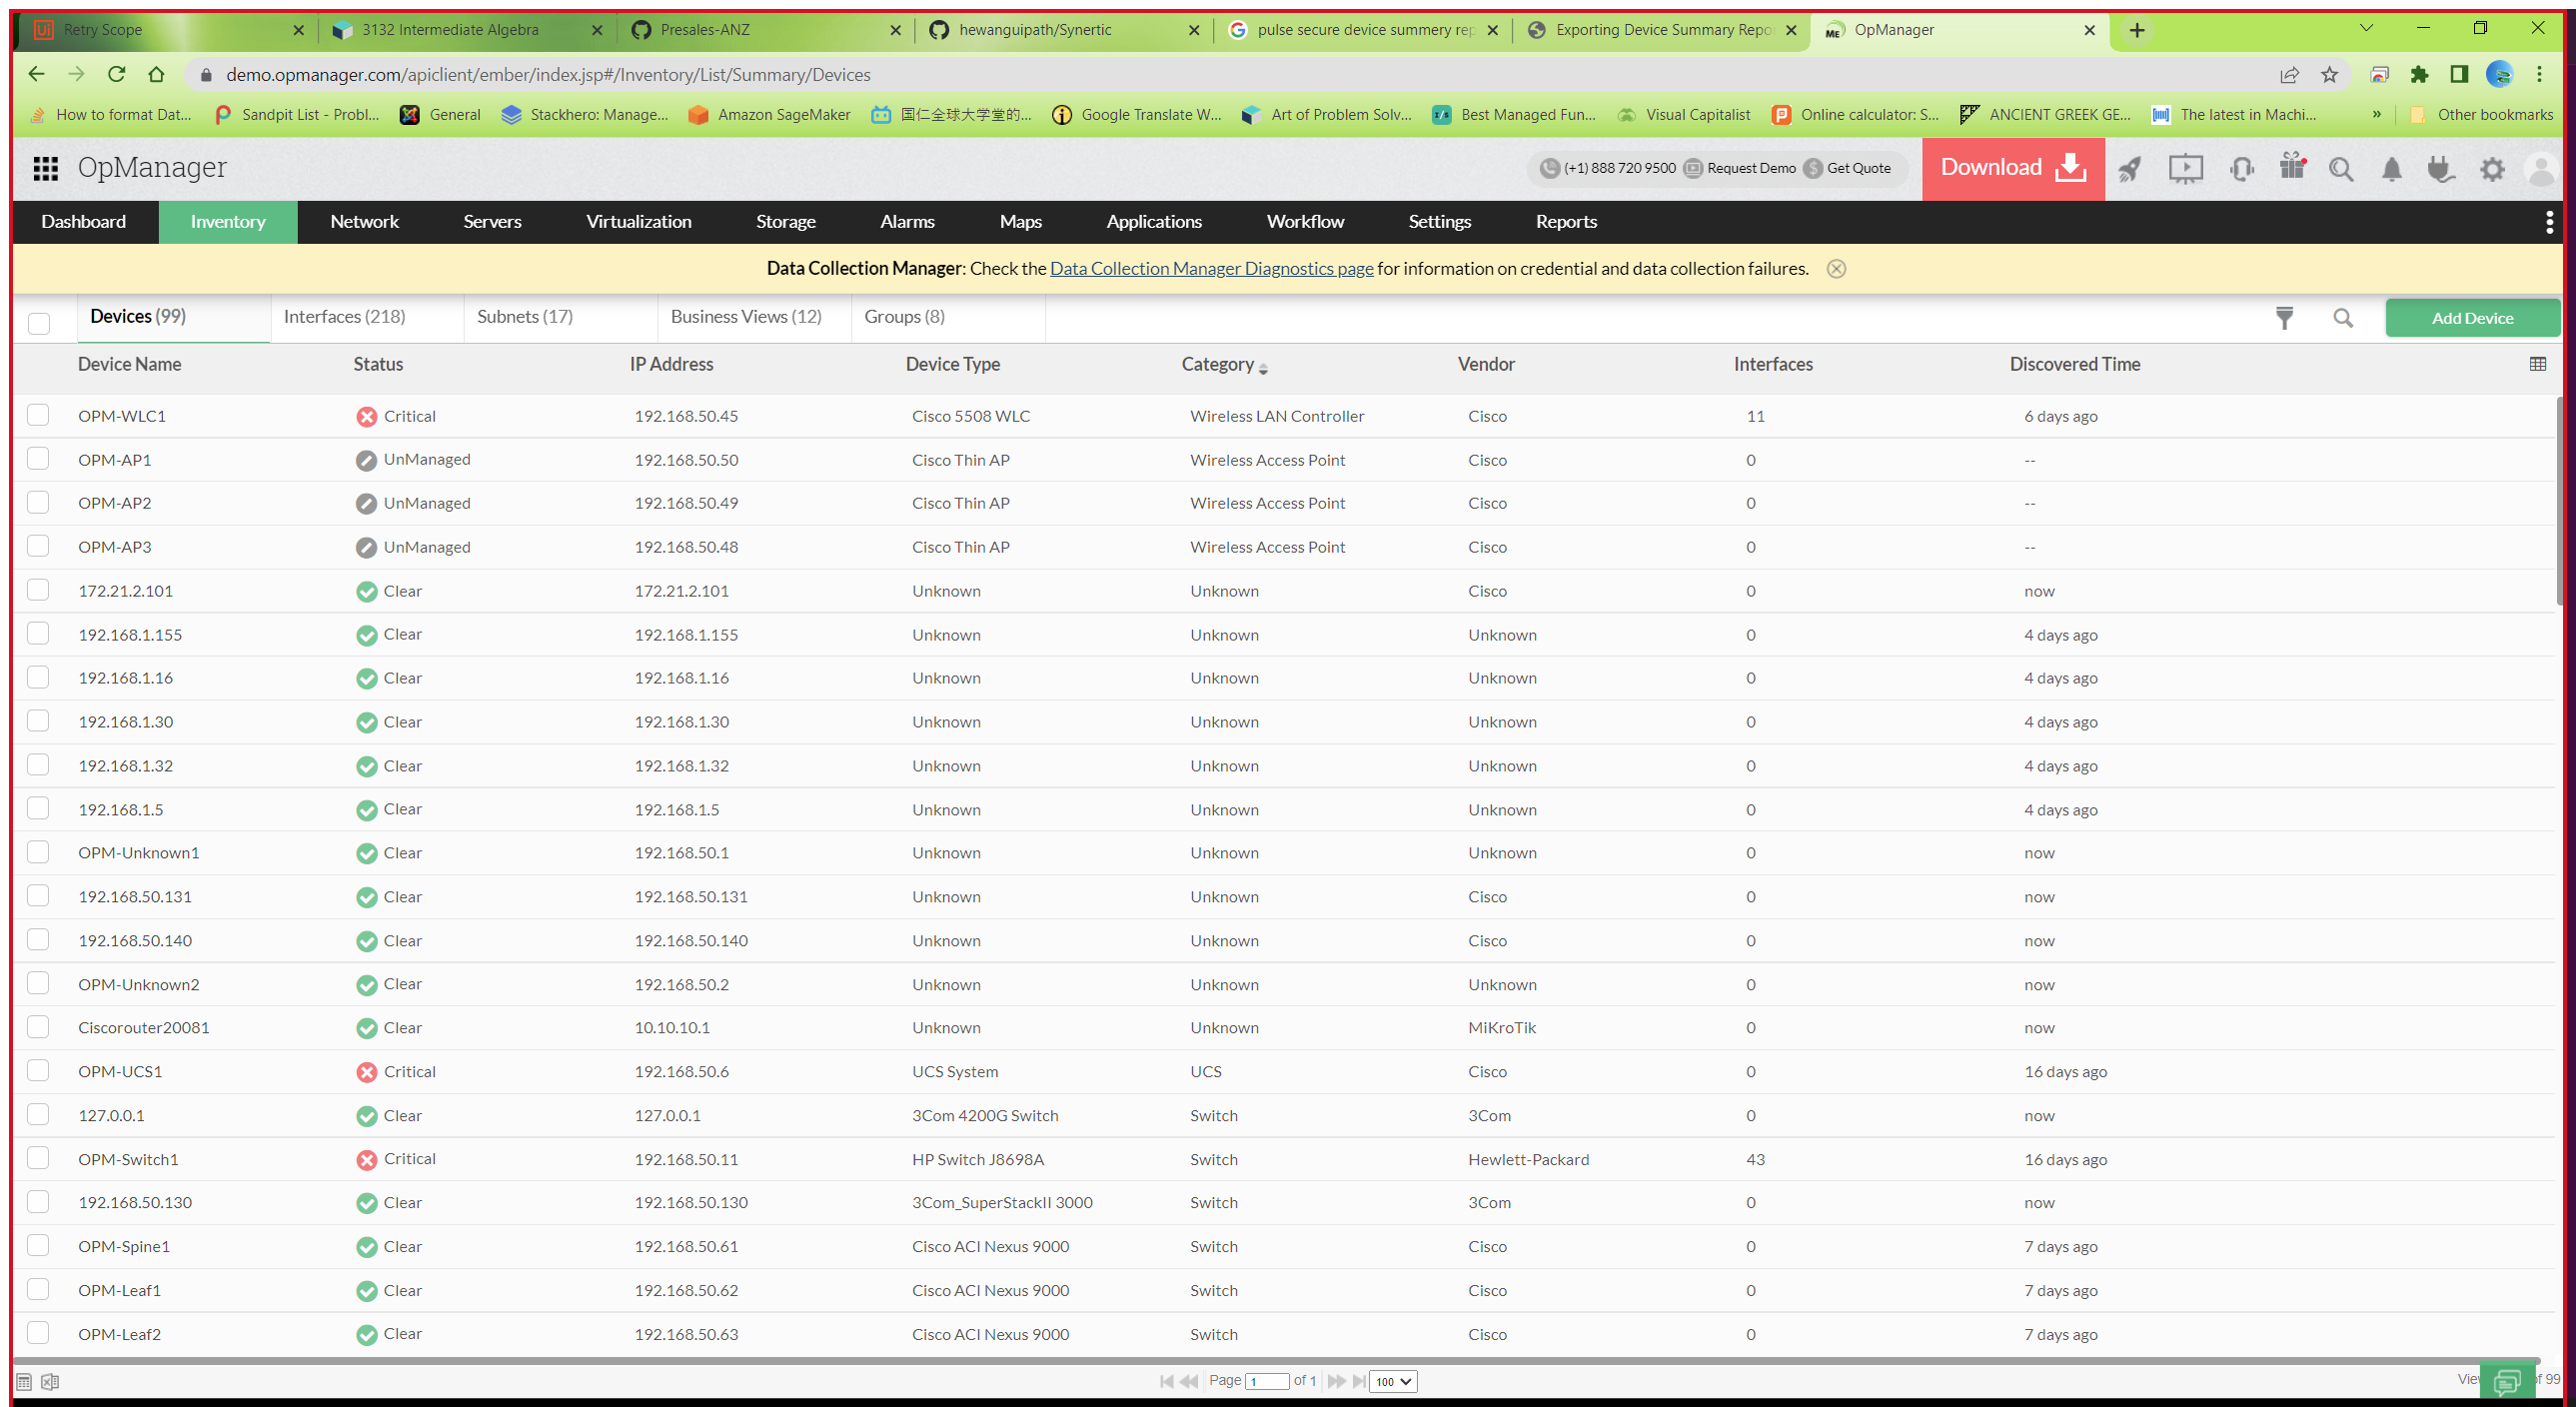 Retry Scope 3132 Intermediate Algebra Presales-ANZ hewanguipath/Synertic pulse secure device summery rep Exporting Device Summary Repo OpManager
demo.opmanager.com/apiclient/ember/index.jsp#/Inventory/List/Summary/Devices
How to format Dat... Sandpit List - Probl... General Stackhero: Manage... Amazon SageMaker 国仁全球大学堂的... Google Translate W... Art of Problem Solv... Best Managed Fun... Visual Capitalist Online calculator: S... ANCIENT GREEK GE... The latest in Machi... » Other bookmarks
OpManager (+1) 888 720 9500 Request Demo Get Quote Download
Dashboard Inventory Network Servers Virtualization Storage Alarms Maps Applications Workflow Settings Reports
Data Collection Manager: Check the Data Collection Manager Diagnostics page for information on credential and data collection failures.
Devices (99) Interfaces (218) Subnets (17) Business Views (12) Groups (8) Add Device
Device Name Status IP Address Device Type Category Vendor Interfaces Discovered Time
OPM-WLC1 Critical 192.168.50.45 Cisco 5508 WLC Wireless LAN Controller Cisco 11 6 days ago
OPM-AP1 UnManaged 192.168.50.50 Cisco Thin AP Wireless Access Point Cisco 0 --
OPM-AP2 UnManaged 192.168.50.49 Cisco Thin AP Wireless Access Point Cisco 0 --
OPM-AP3 UnManaged 192.168.50.48 Cisco Thin AP Wireless Access Point Cisco 0 --
172.21.2.101 Clear 172.21.2.101 Unknown Unknown Cisco 0 now
192.168.1.155 Clear 192.168.1.155 Unknown Unknown Unknown 0 4 days ago
192.168.1.16 Clear 192.168.1.16 Unknown Unknown Unknown 0 4 days ago
192.168.1.30 Clear 192.168.1.30 Unknown Unknown Unknown 0 4 days ago
192.168.1.32 Clear 192.168.1.32 Unknown Unknown Unknown 0 4 days ago
192.168.1.5 Clear 192.168.1.5 Unknown Unknown Unknown 0 4 days ago
OPM-Unknown1 Clear 192.168.50.1 Unknown Unknown Unknown 0 now
192.168.50.131 Clear 192.168.50.131 Unknown Unknown Cisco 0 now
192.168.50.140 Clear 192.168.50.140 Unknown Unknown Cisco 0 now
OPM-Unknown2 Clear 192.168.50.2 Unknown Unknown Unknown 0 now
Ciscorouter20081 Clear 10.10.10.1 Unknown Unknown MiKroTik 0 now
OPM-UCS1 Critical 192.168.50.6 UCS System UCS Cisco 0 16 days ago
127.0.0.1 Clear 127.0.0.1 3Com 4200G Switch Switch 3Com 0 now
OPM-Switch1 Critical 192.168.50.11 HP Switch J8698A Switch Hewlett-Packard 43 16 days ago
192.168.50.130 Clear 192.168.50.130 3Com_SuperStackII 3000 Switch 3Com 0 now
OPM-Spine1 Clear 192.168.50.61 Cisco ACI Nexus 9000 Switch Cisco 0 7 days ago
OPM-Leaf1 Clear 192.168.50.62 Cisco ACI Nexus 9000 Switch Cisco 0 7 days ago
OPM-Leaf2 Clear 192.168.50.63 Cisco ACI Nexus 9000 Switch Cisco 0 7 days ago
Page 1 of 1 100 of 99